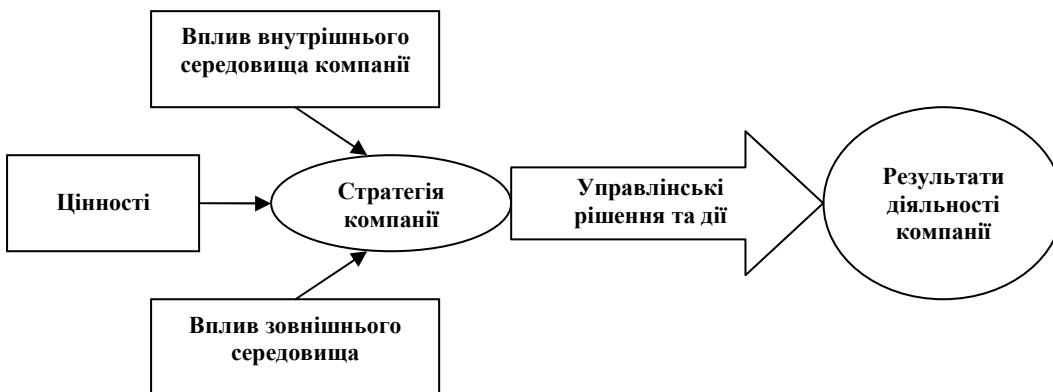 Вплив внутрішнього
середовища компанії
Цінності
Стратегія
компанії
Управлінські
рішення та дії
Результати
діяльності
компанії
Вплив зовнішнього
середовища